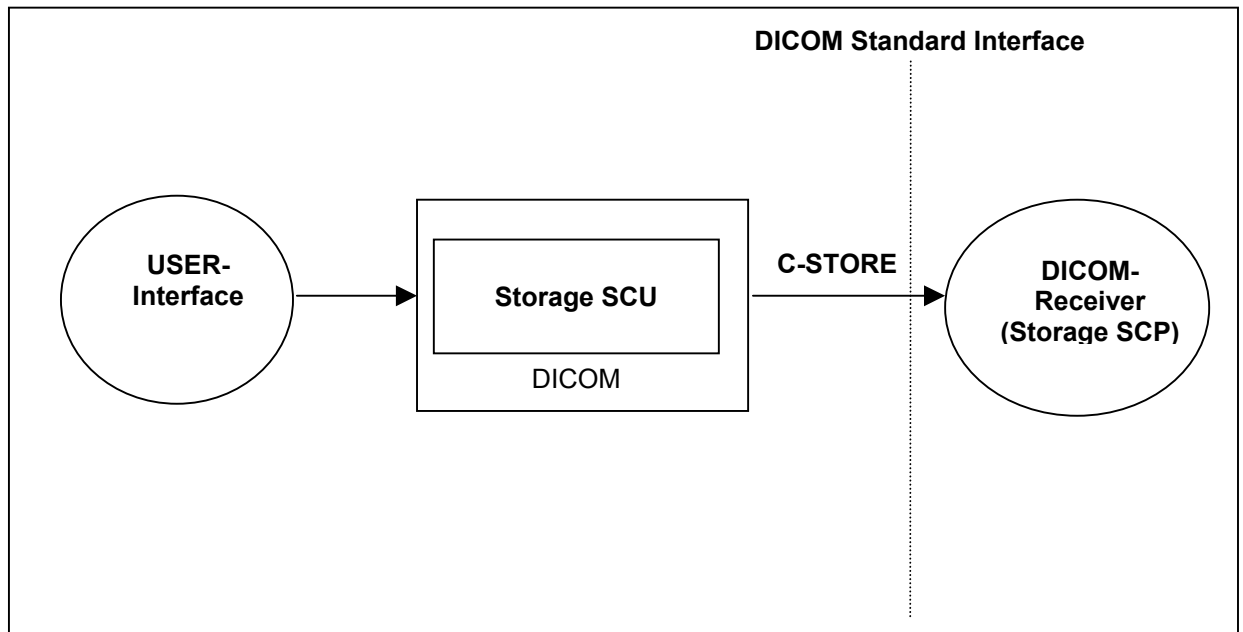 DICOM Standard Interface
USER-
Interface
Storage SCU
DICOM
C-STORE
DICOM-
Receiver
(Storage SCP)